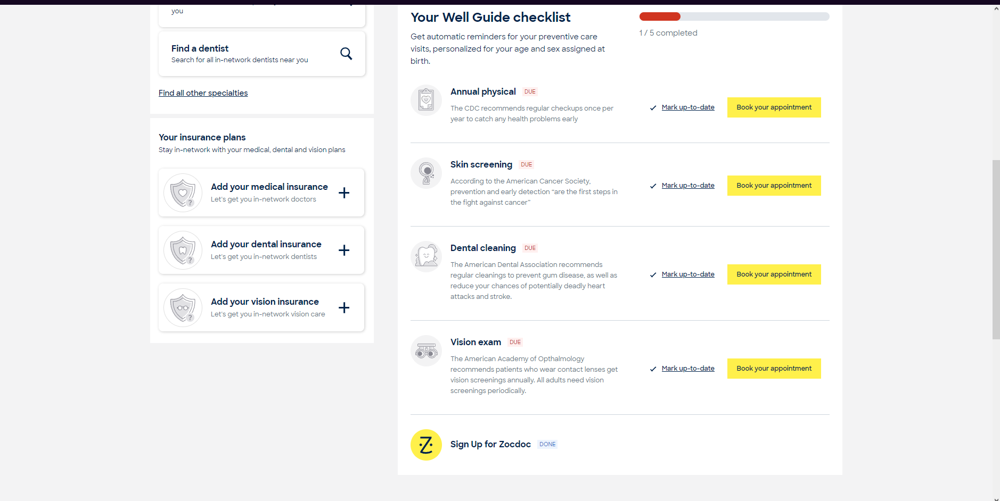 you
Find a dentist
Search for all in-network dentists near you
Find all other specialties
Your insurance plans
Stay in-network with your medical, dental and vision plans
Add your medical insurance
Let's get you in-network doctors
Add your dental insurance
Let's get you in-network dentists
Add your vision insurance
Let's get you in-network vision care
Your Well Guide checklist
Get automatic reminders for your preventive care
visits, personalized for your age and sex assigned at
birth.
1 / 5 completed
Annual physical DUE
The CDC recommends regular checkups once per
year to catch any health problems early
Mark up-to-date
Book your appointment
Skin screening DUE
According to the American Cancer Society,
prevention and early detection “are the first steps in
the fight against cancer”
Mark up-to-date
Book your appointment
Dental cleaning DUE
The American Dental Association recommends
regular cleanings to prevent gum disease, as well as
reduce your chances of potentially deadly heart
attacks and stroke.
Mark up-to-date
Book your appointment
Vision exam DUE
The American Academy of Opthalmology
recommends patients who wear contact lenses get
vision screenings annually. All adults need vision
screenings periodically.
Mark up-to-date
Book your appointment
Sign Up for Zocdoc DONE